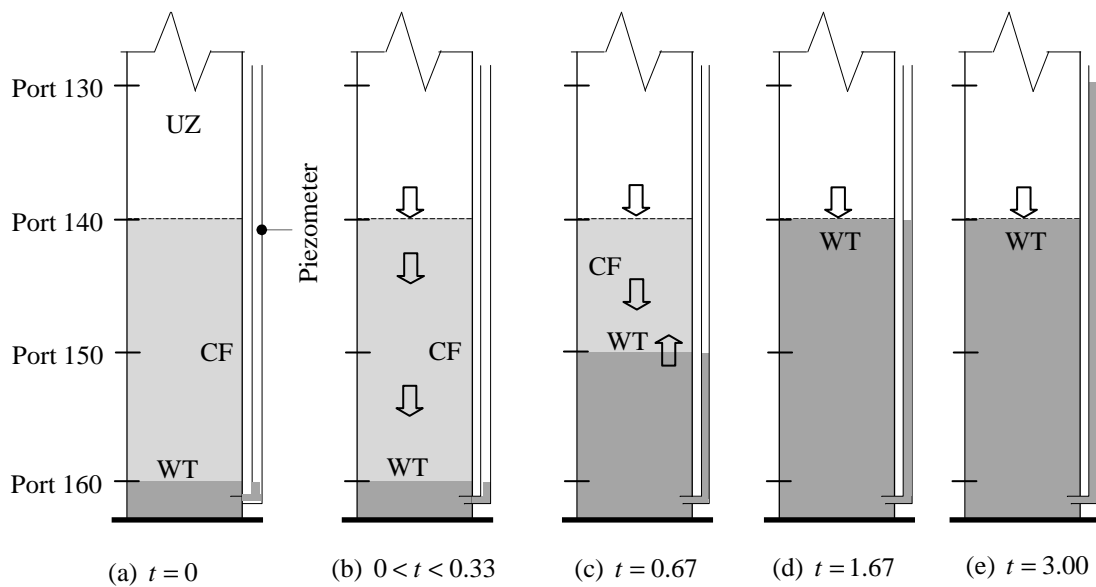 Port 130
UZ
Port 140
Piezometer
WT
WT
CF
CF
CF
Port 150
WT
WT
WT
Port 160
(a) t = 0
(b) 0 < t < 0.33
(c) t = 0.67
(d) t = 1.67
(e) t = 3.00